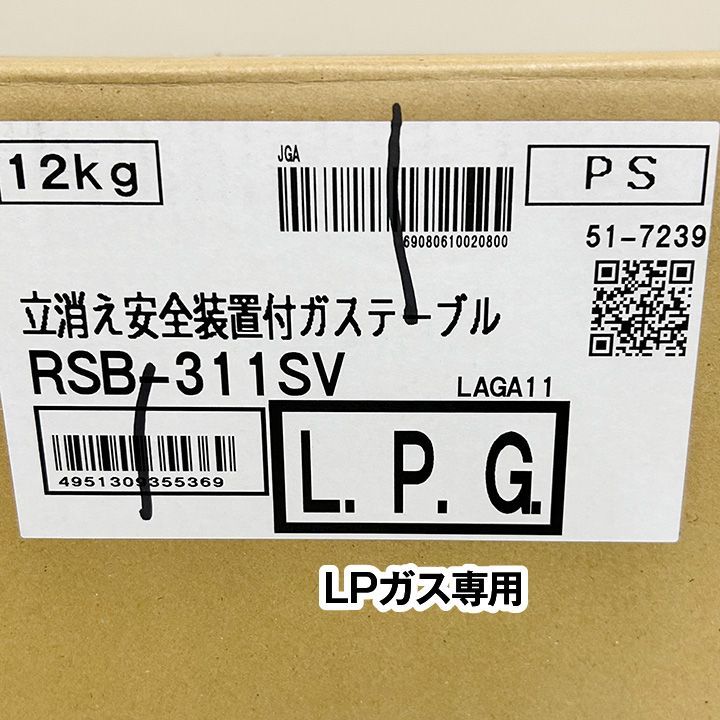 12kg
JGA
69080610020800
PS
51-7239
立消え安全装置付ガステーブル
RSB-311SV
LAGA11
4951309355369
L.P.G.
LPガス専用